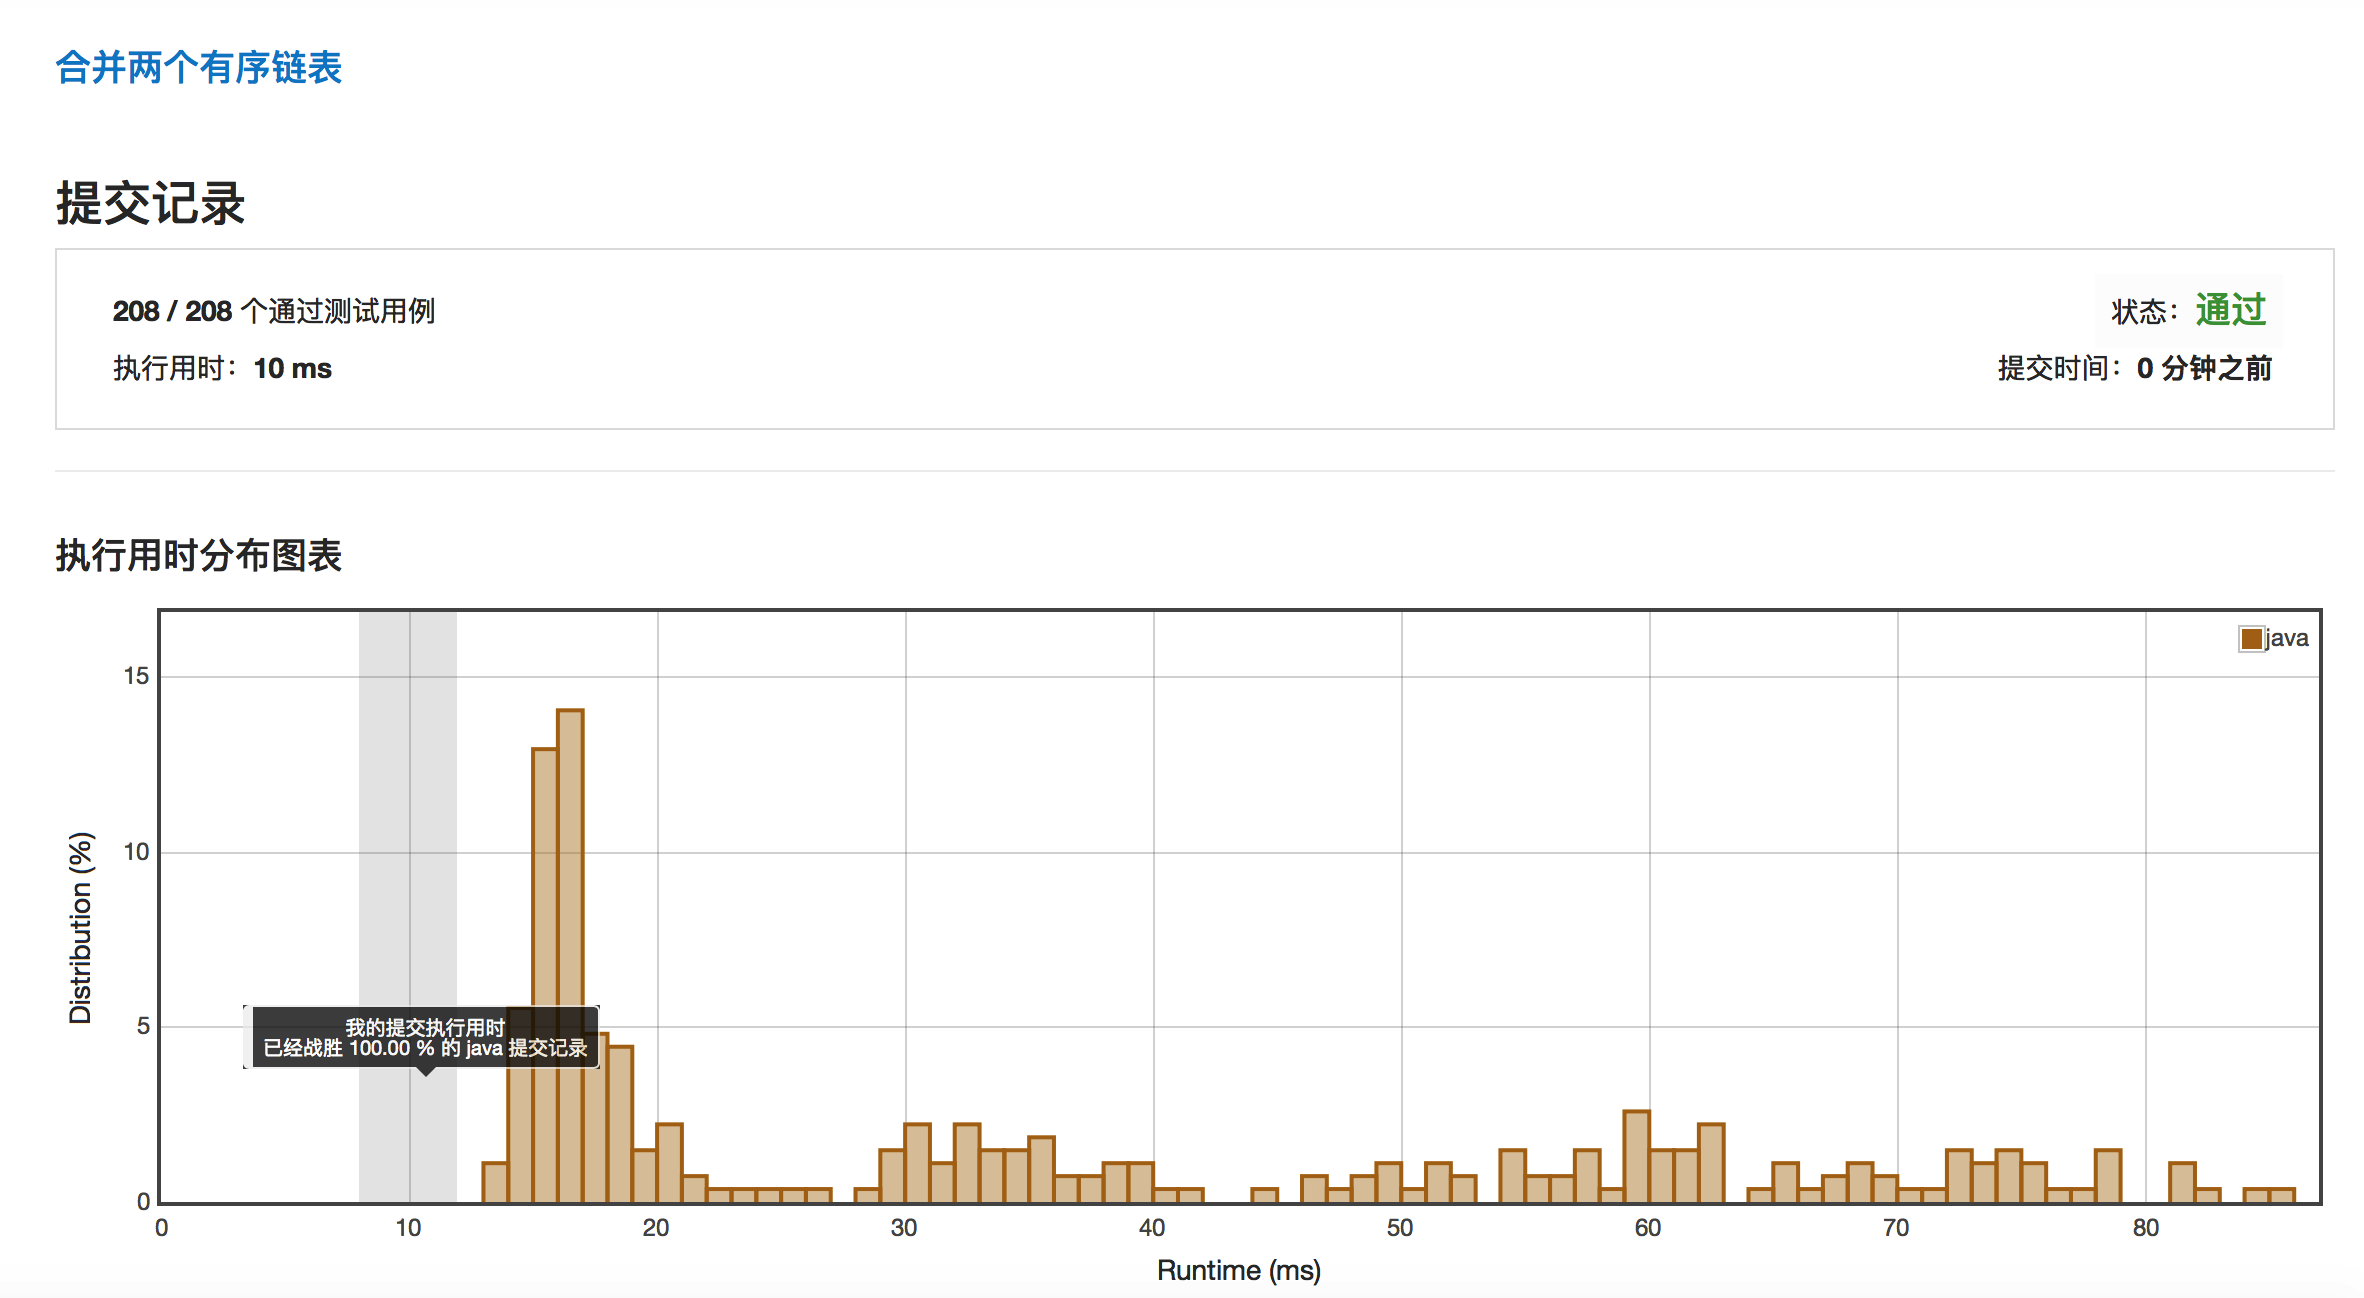 合并两个有序链表
提交记录
208 / 208 个通过测试用例
状态：通过
执行用时：10 ms
提交时间：0 分钟之前
执行用时分布图表
java
15
10
5
0
Distribution (%)
我的提交执行用时
已经战胜 100.00 % 的 java 提交记录
0 10 20 30 40 50 60 70 80
Runtime (ms)